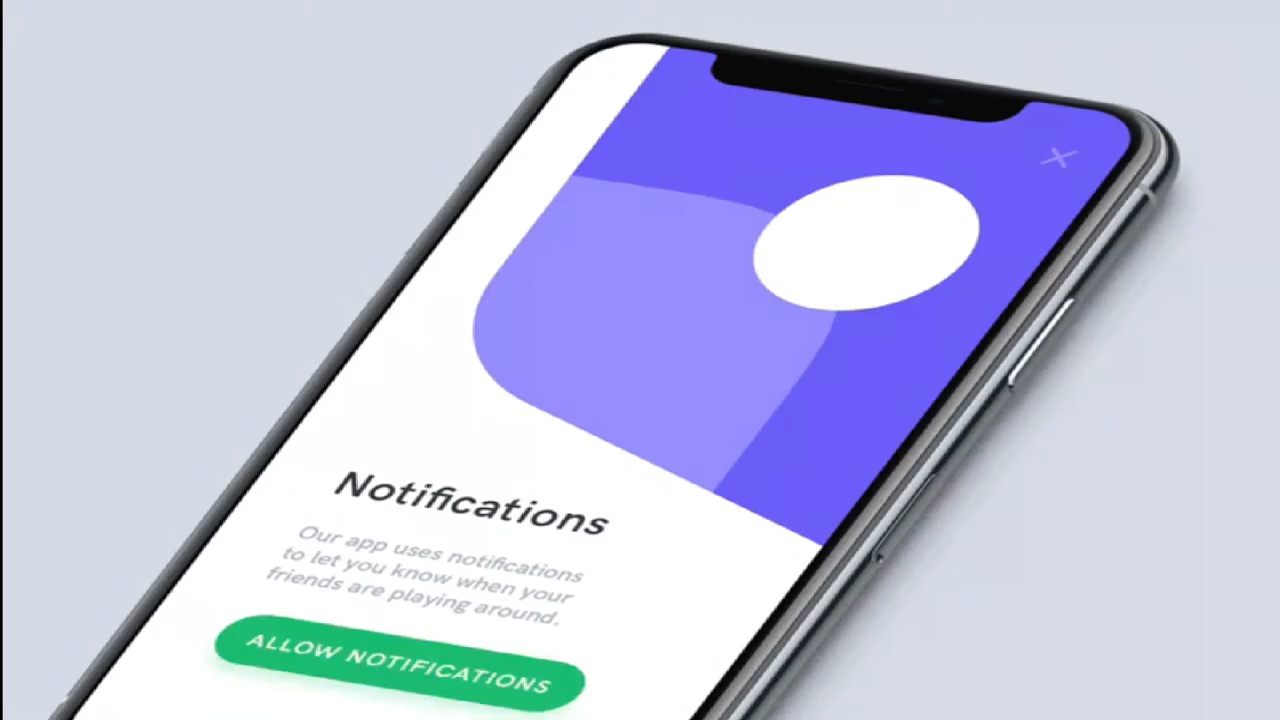 Notifications
Our app uses notifications
to let you know when your
friends are playing around.
ALLOW NOTIFICATIONS